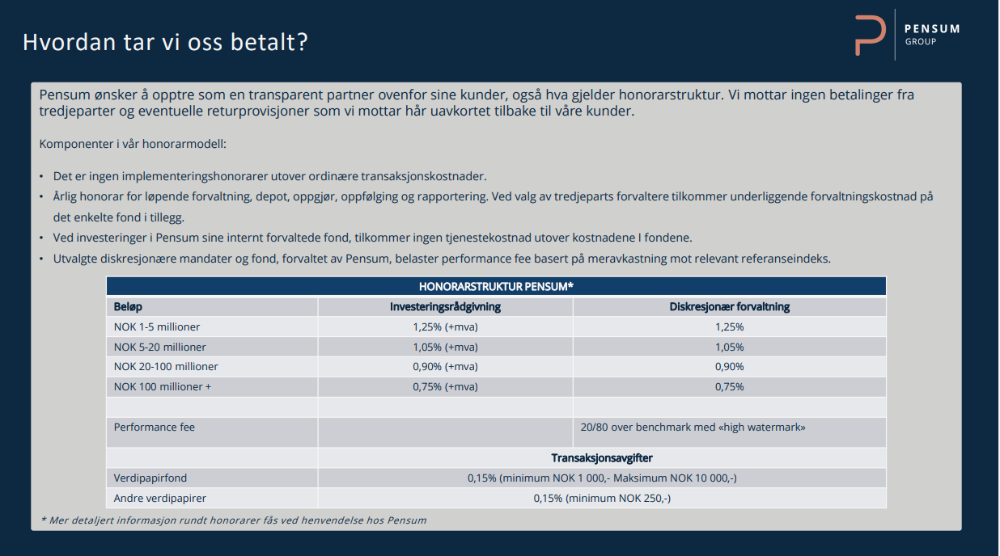 Hvordan tar vi oss betalt?
PENSUM
GROUP
Pensum ønsker å opptre som en transparent partner ovenfor sine kunder, også hva gjelder honorarstruktur. Vi mottar ingen betalinger fra
tredjeparter og eventuelle returprovisjoner som vi mottar hår uavkortet tilbake til våre kunder.
Komponenter i vår honorarmodell:
• Det er ingen implementeringshonorarer utover ordinære transaksjonskostnader.
• Årlig honorar for løpende forvaltning, depot, oppgjør, oppfølging og rapportering. Ved valg av tredjeparts forvaltere tilkommer underliggende forvaltningskostnad på
det enkelte fond i tillegg.
• Ved investeringer i Pensum sine internt forvaltede fond, tilkommer ingen tjenestekostnad utover kostnadene I fondene.
• Utvalgte diskresjonære mandater og fond, forvaltet av Pensum, belaster performance fee basert på meravkastning mot relevant referanseindeks.
HONORARSTRUKTUR PENSUM*
Beløp Investeringsrådgivning Diskresjonær forvaltning
NOK 1-5 millioner 1,25% (+mva) 1,25%
NOK 5-20 millioner 1,05% (+mva) 1,05%
NOK 20-100 millioner 0,90% (+mva) 0,90%
NOK 100 millioner + 0,75% (+mva) 0,75%
Performance fee 20/80 over benchmark med «high watermark»
Transaksjonsavgifter
Verdipapirfond 0,15% (minimum NOK 1 000,- Maksimum NOK 10 000,-)
Andre verdipapirer 0,15% (minimum NOK 250,-)
* Mer detaljert informasjon rundt honorarer fås ved henvendelse hos Pensum